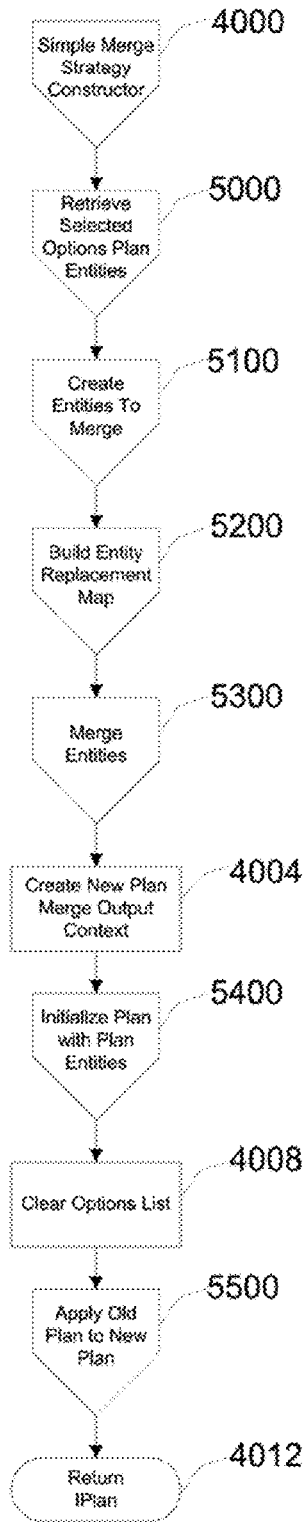 4000
Simple Merge
Strategy
Constructor
5000
Retrieve
Selected
Options Plan
Entities
5100
Create
Entities To
Merge
5200
Build Entity
Replacement
Map
5300
Merge
Entities
4004
Create New Plan
Merge Output
Context
5400
Initialize Plan
with Plan
Entities
4008
Clear Options List
5500
Apply Old
Plan to New
Plan
4012
Return
IPlan